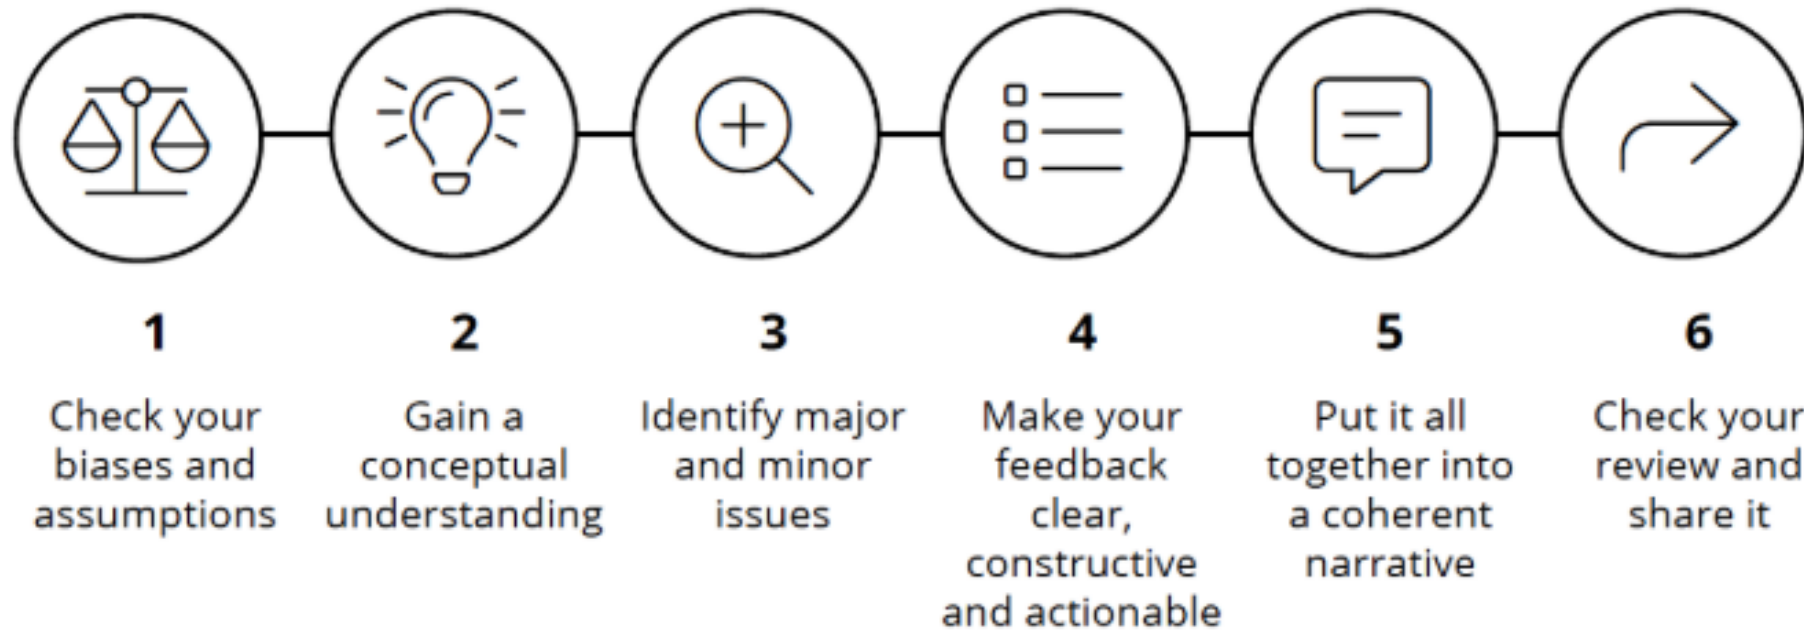 1
Check your
biases and
assumptions
2
Gain a
conceptual
understanding
3
Identify major
and minor
issues
4
Make your
feedback
clear,
constructive
and actionable
5
Put it all
together into
a coherent
narrative
6
Check your
review and
share it